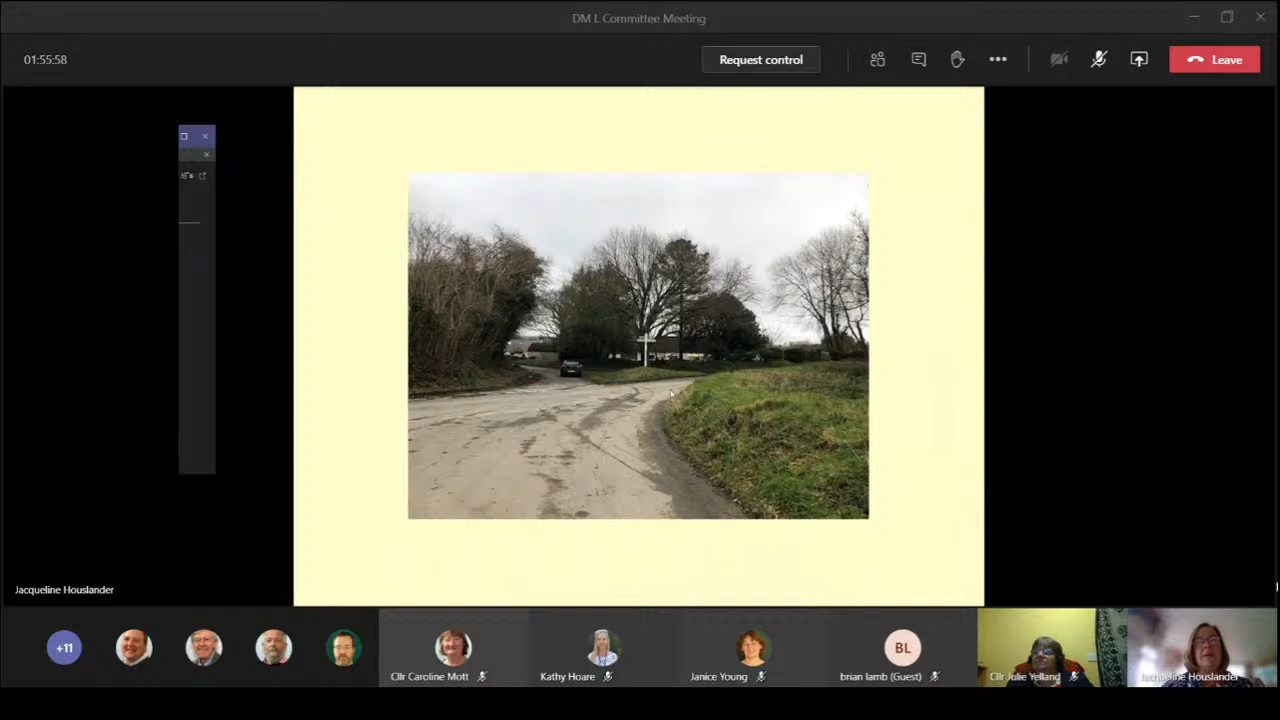 DM L Committee Meeting
01:55:58
Request control
Leave
Jacqueline Houslander
+11
Cllr Caroline Mott
Kathy Hoare
Janice Young
BL
brian lamb (Guest)
Cllr Julie Yelland
Jacqueline Houslander